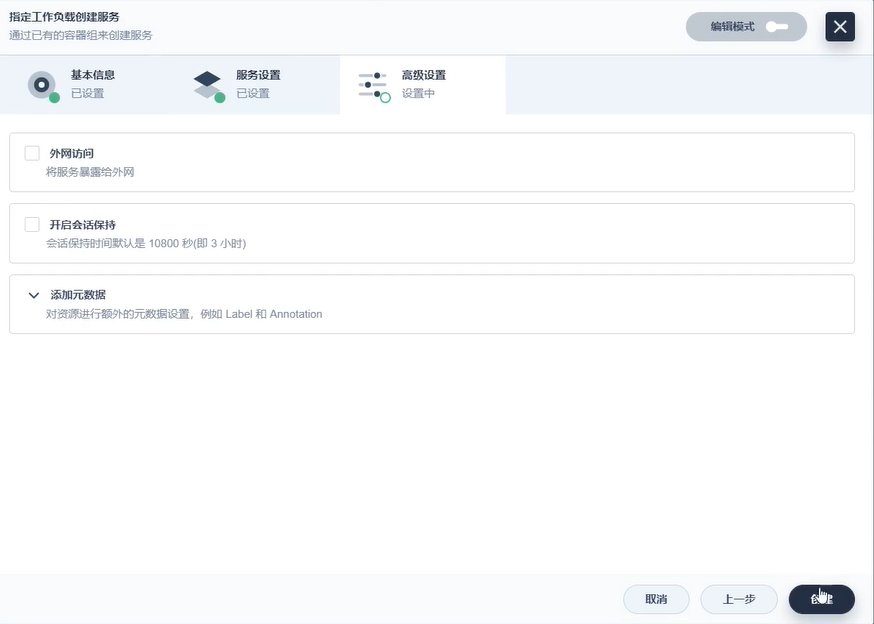 指定工作负载创建服务
通过已有的容器组来创建服务
编辑模式
基本信息
已设置
服务设置
已设置
高级设置
设置中
外网访问
将服务暴露给外网
开启会话保持
会话保持时间默认是 10800 秒(即 3 小时)
添加元数据
对资源进行额外的元数据设置，例如 Label 和 Annotation
取消
上一步
创建